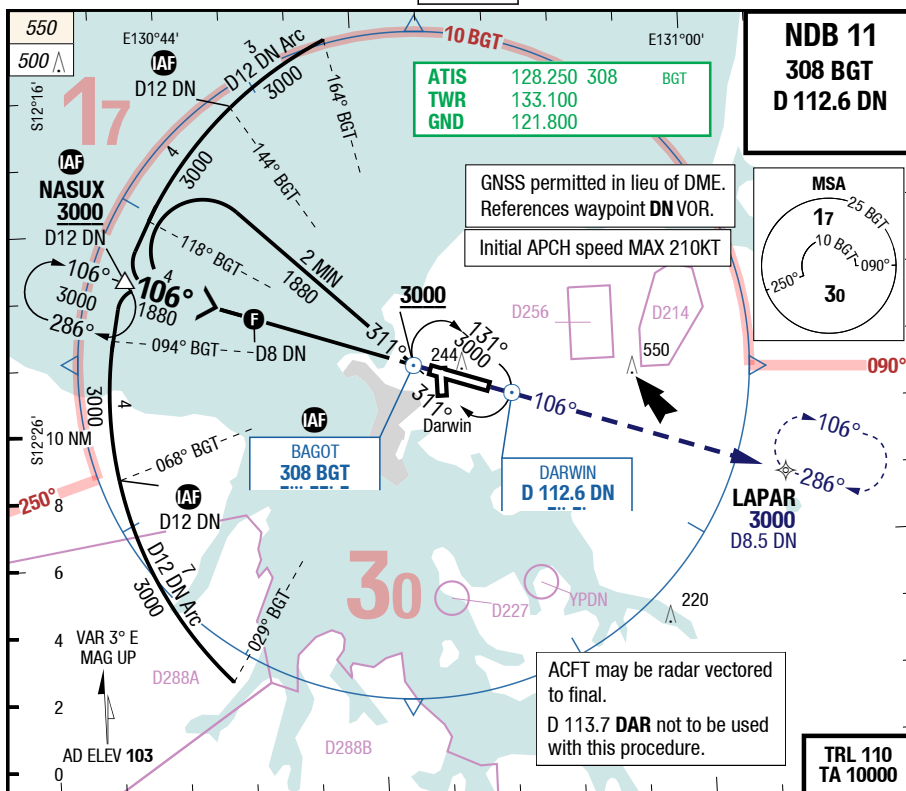 550
500
E130°44'
IAF
D12 DN
3
D12 DN Arc
3000
10 BGT
E131°00'
NDB 11
308 BGT
D 112.6 DN
ATIS 128.250 308 BGT
TWR 133.100
GND 121.800
S12°16'
17
164° BGT
144° BGT
4
3000
IAF
NASUX
3000
D12 DN
GNSS permitted in lieu of DME.
References waypoint DN VOR.
Initial APCH speed MAX 210KT
MSA
17
25 BGT
10 BGT
090°
250°
30
118° BGT
2 MIN
1880
106°
3000
286°
4
106°
1880
F
D8 DN
094° BGT
3000
311°
131°
3000
244
311°
Darwin
D256
D214
550
090°
3000
4
S12°26'
10 NM
IAF
068° BGT
BAGOT
308 BGT
DARWIN
D 112.6 DN
106°
106°
286°
LAPAR
3000
D8.5 DN
250°
8
IAF
D12 DN
7
D12 DN Arc
3000
6
30
D227
YPDN
220
029° BGT
4
VAR 3° E
MAG UP
D288A
2
AD ELEV 103
D288B
0
ACFT may be radar vectored
to final.
D 113.7 DAR not to be used
with this procedure.
TRL 110
TA 10000